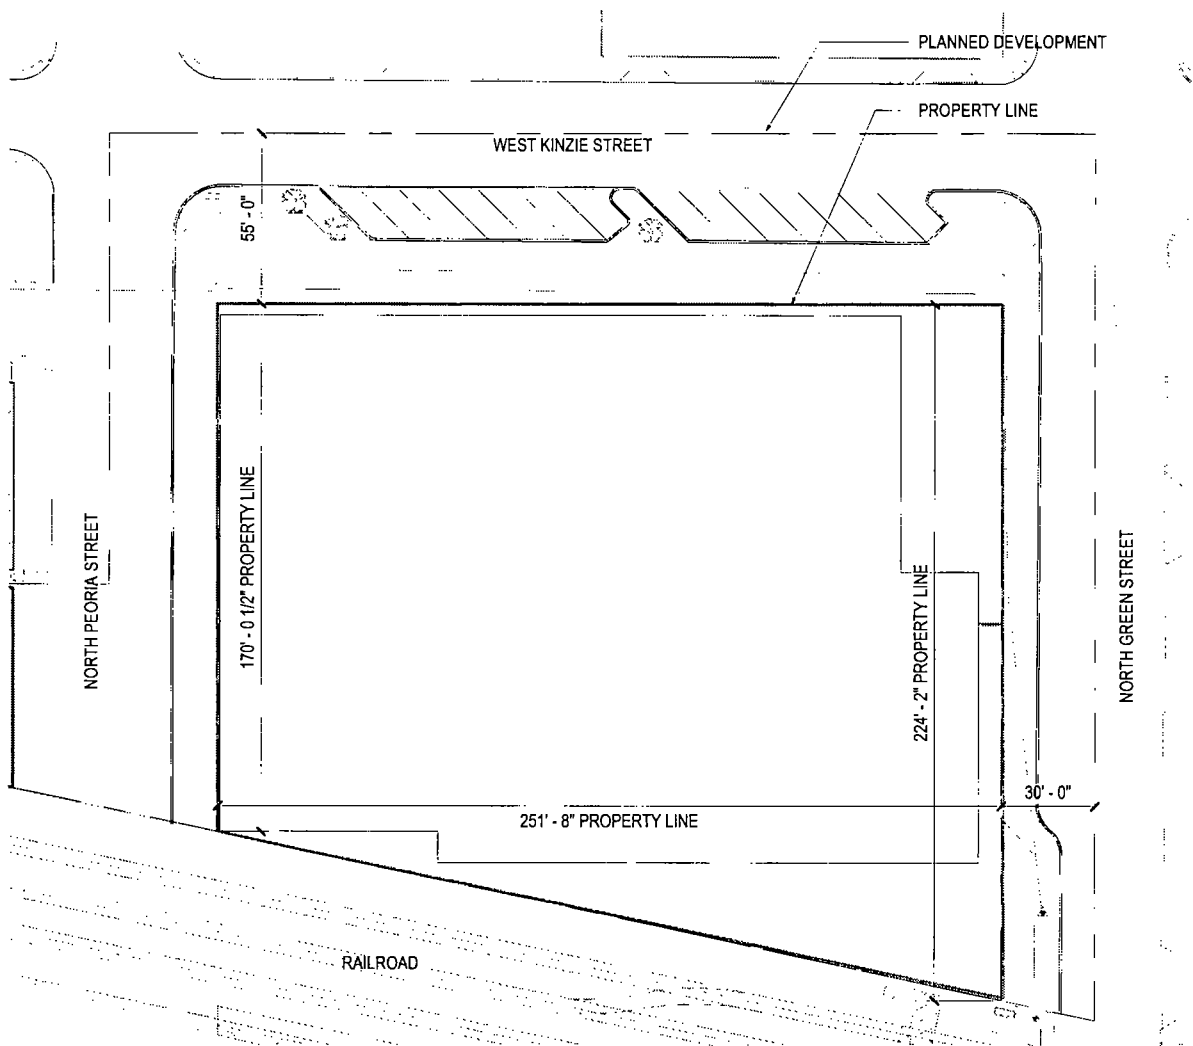 PLANNED DEVELOPMENT
PROPERTY LINE
WEST KINZIE STREET
55' - 0"
170' - 0 1/2" PROPERTY LINE
NORTH PEORIA STREET
224' - 2" PROPERTY LINE
NORTH GREEN STREET
30' - 0"
251' - 8" PROPERTY LINE
RAILROAD